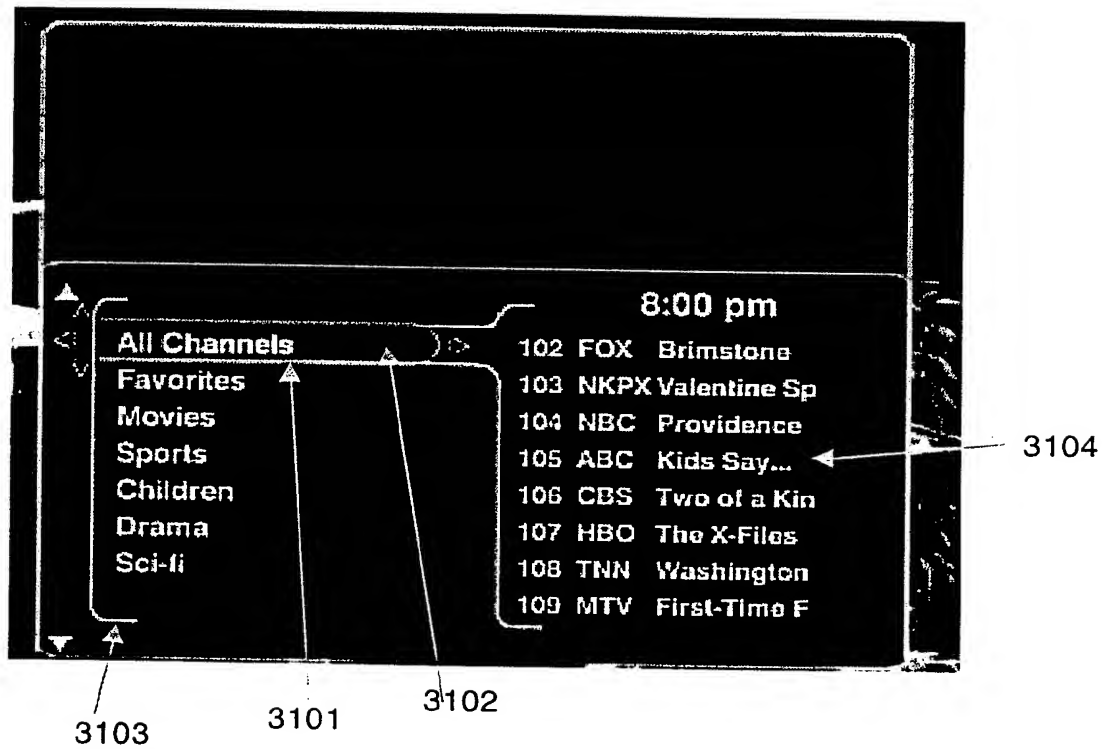 8:00 pm
All Channels
Favorites
Movies
Sports
Children
Drama
Sci-fi
102 FOX Brimstone
103 NKPX Valentine Sp
104 NBC Providence
105 ABC Kids Say...
106 CBS Two of a Kin
107 HBO The X-Files
108 TNN Washington
109 MTV First-Time F
3104
3103
3101
3102